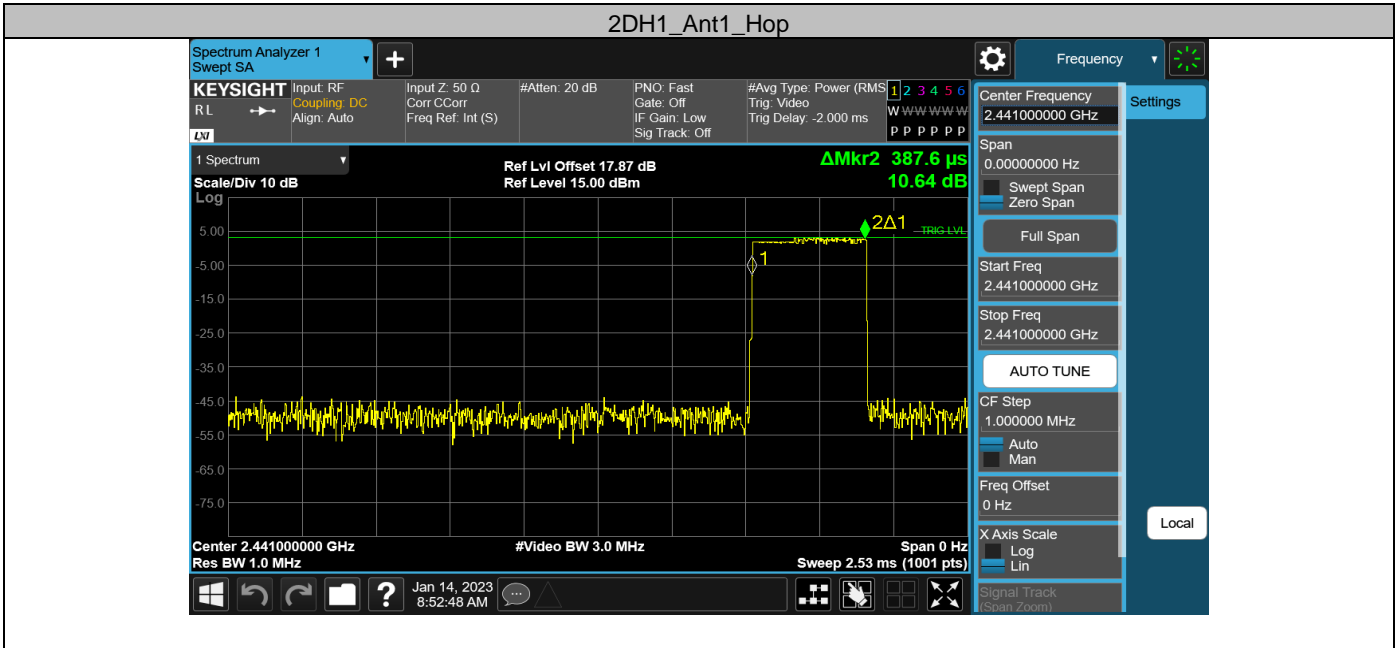 2DH1_Ant1_Hop
Spectrum Analyzer 1
Swept SA
Frequency
KEYSIGHT
RL
LXI
Input: RF
Coupling: DC
Align: Auto
Input Z: 50 Ω
Corr CCorr
Freq Ref: Int (S)
#Atten: 20 dB
PNO: Fast
Gate: Off
IF Gain: Low
Sig Track: Off
#Avg Type: Power (RMS
Trig: Video
Trig Delay: -2.000 ms
1 2 3 4 5 6
W W W W W W
P P P P P P
1 Spectrum
Scale/Div 10 dB
Log
Ref Lvl Offset 17.87 dB
Ref Level 15.00 dBm
ΔMkr2 387.6 µs
10.64 dB
5.00
-5.00
-15.0
-25.0
-35.0
-45.0
-55.0
-65.0
-75.0
2Δ1
TRIG LVL
1
Center 2.441000000 GHz
Res BW 1.0 MHz
#Video BW 3.0 MHz
Span 0 Hz
Sweep 2.53 ms (1001 pts)
Center Frequency
2.441000000 GHz
Settings
Span
0.00000000 Hz
Swept Span
Zero Span
Full Span
Start Freq
2.441000000 GHz
Stop Freq
2.441000000 GHz
AUTO TUNE
CF Step
1.000000 MHz
Auto
Man
Freq Offset
0 Hz
X Axis Scale
Log
Lin
Signal Track
(Span Zoom)
Local
?
Jan 14, 2023
8:52:48 AM